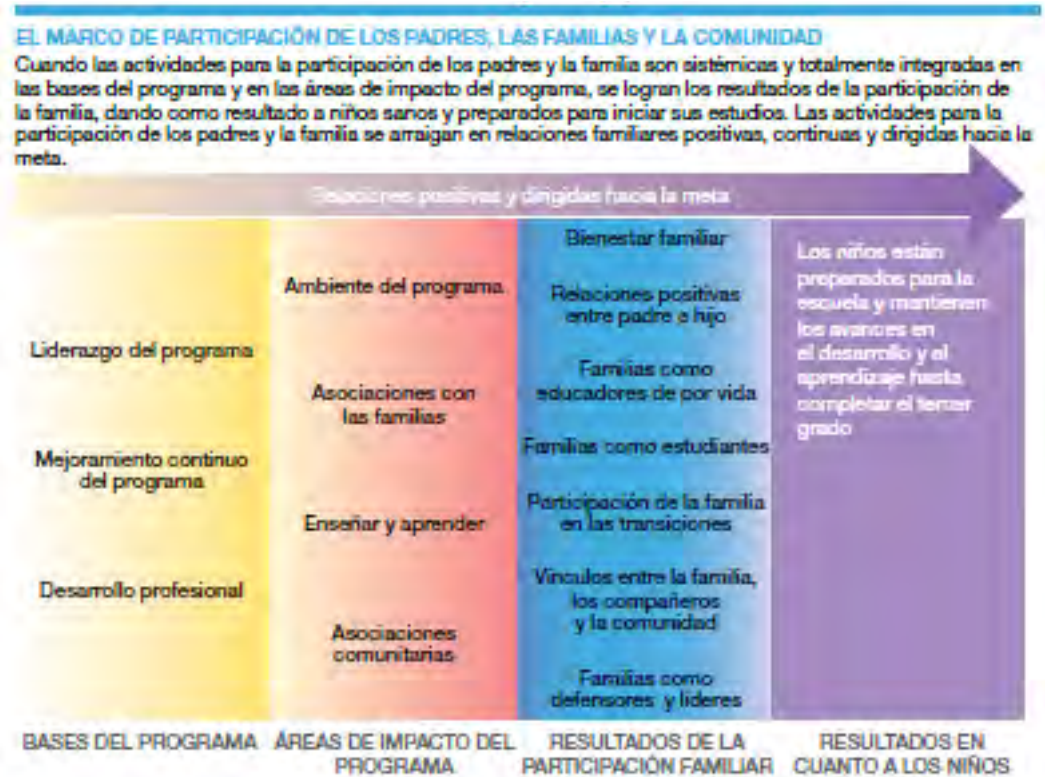 EL MARCO DE PARTICIPACIÓN DE LOS PADRES, LAS FAMILIAS Y LA COMUNIDAD
Cuando las actividades para la participación de los padres y la familia son sistémicas y totalmente integradas en
las bases del programa y en las áreas de impacto del programa, se logran los resultados de la participación de
la familia, dando como resultado a niños sanos y preparados para iniciar sus estudios. Las actividades para la
participación de los padres y la familia se arraigan en relaciones familiares positivas, continuas y dirigidas hacia la
meta.
Relaciones positivas y dirigidas hacia la meta
Liderazgo del programa
Mejoramiento continuo
del programa
Desarrollo profesional
BASES DEL PROGRAMA
Ambiente del programa
Asociaciones con
las familias
Enseñar y aprender
Asociaciones
comunitarias
ÁREAS DE IMPACTO DEL
PROGRAMA
Bienestar familiar
Relaciones positivas
entre padre e hijo
Familias como
educadores de por vida
Familias como estudiantes
Participación de la familia
en las transiciones
Vínculos entre la familia,
los compañeros
y la comunidad
Familias como
defensores y líderes
RESULTADOS DE LA
PARTICIPACIÓN FAMILIAR
Los niños están
preparados para la
escuela y mantienen
los avances en
el desarrollo y el
aprendizaje hasta
completar el tercer
grado
RESULTADOS EN
CUANTO A LOS NIÑOS